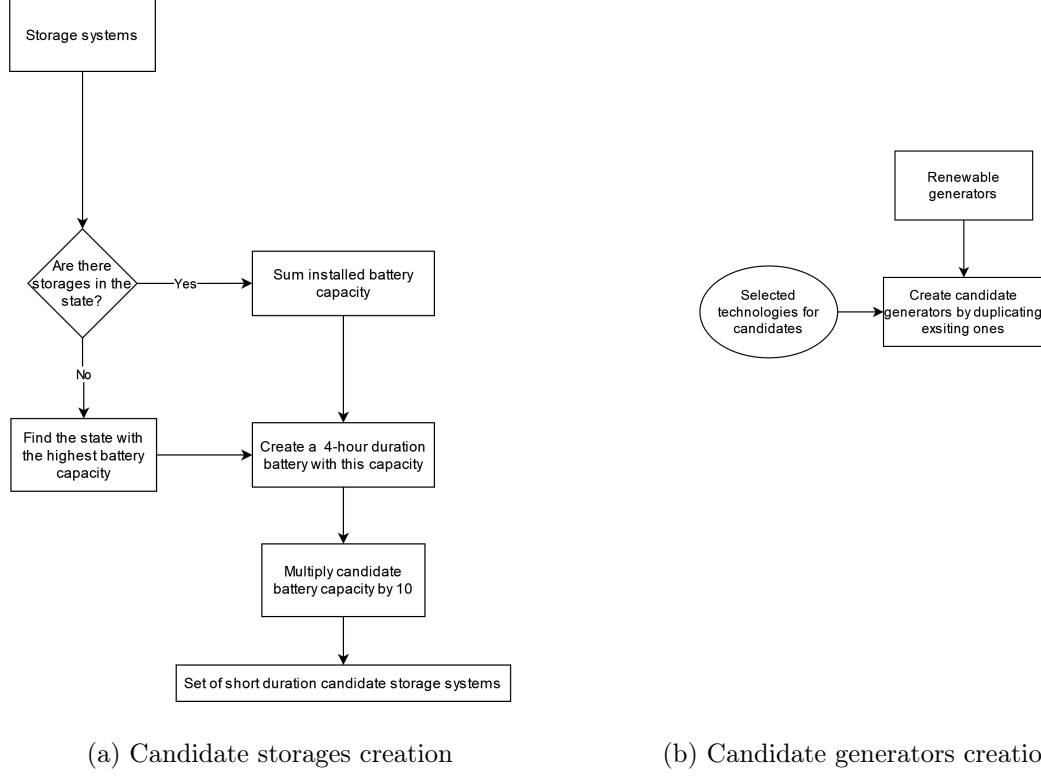 Storage systems
Are there
storages in the
state?
Yes
Sum installed battery
capacity
No
Find the state with
the highest battery
capacity
Create a 4-hour duration
battery with this capacity
Multiply candidate
battery capacity by 10
Set of short duration candidate storage systems
(a) Candidate storages creation
Renewable
generators
Selected
technologies for
candidates
Create candidate
generators by duplicating
exsiting ones
(b) Candidate generators creatio